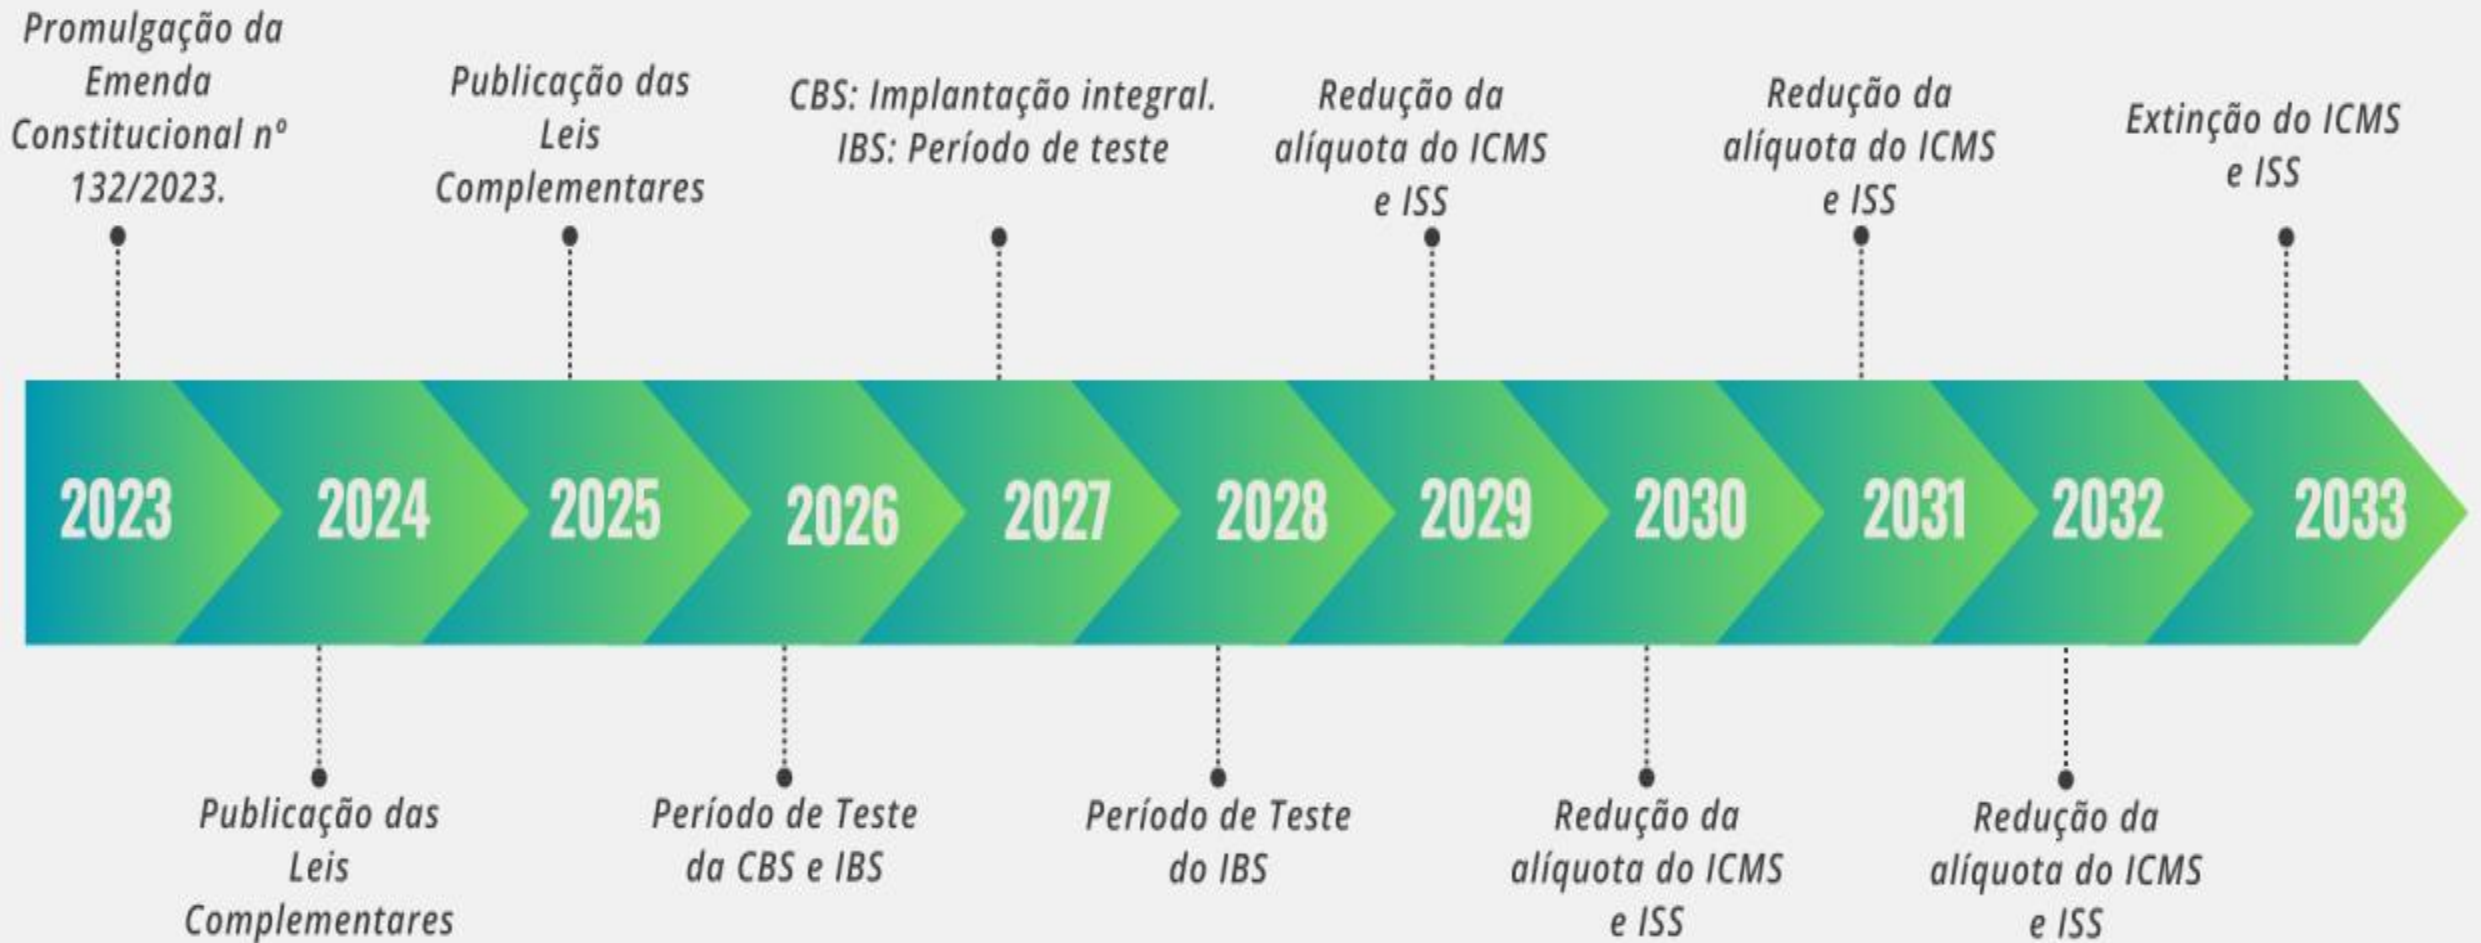 Promulgação da
Emenda
Constitucional nº
132/2023.
Publicação das
Leis
Complementares
CBS: Implantação integral.
IBS: Período de teste
Redução da
alíquota do ICMS
e ISS
Redução da
alíquota do ICMS
e ISS
Extinção do ICMS
e ISS
2023
2024
2025
2026
2027
2028
2029
2030
2031
2032
2033
Publicação das
Leis
Complementares
Período de Teste
da CBS e IBS
Período de Teste
do IBS
Redução da
alíquota do ICMS
e ISS
Redução da
alíquota do ICMS
e ISS